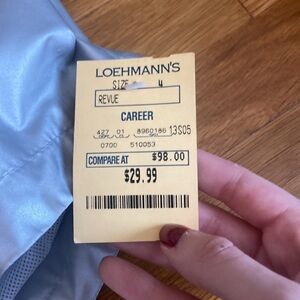 LOEHMANN'S
SIZE 4
REVUE
CAREER
427 01 8960186 13S05
0700 510053
COMPARE AT $98.00
$29.99